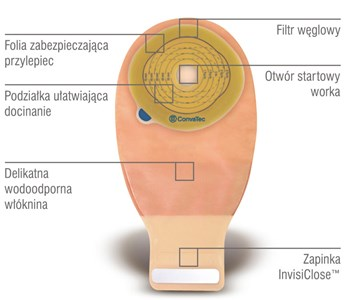 Filtr węglowy
Folia zabezpieczająca
przylepiec
Otwór startowy
worka
Podziałka ułatwiająca
docinanie
ConvaTec
Delikatna
wodoodporna
włóknina
Zapinka
InvisiClose™